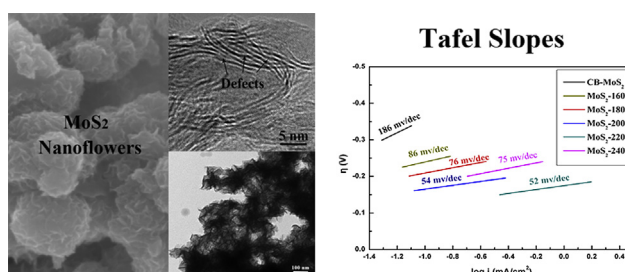 MoS2
Nanoflowers
Defects
5 nm
100 nm
Tafel Slopes
η (V)
-0.5
-0.4
-0.3
-0.2
-0.1
0.0
186 mv/dec
86 mv/dec
76 mv/dec
75 mv/dec
54 mv/dec
52 mv/dec
CB-MoS2
MoS2-160
MoS2-180
MoS2-200
MoS2-220
MoS2-240
-1.4 -1.2 -1.0 -0.8 -0.6 -0.4 -0.2 0.0 0.2 0.4
log j (mA/cm2)